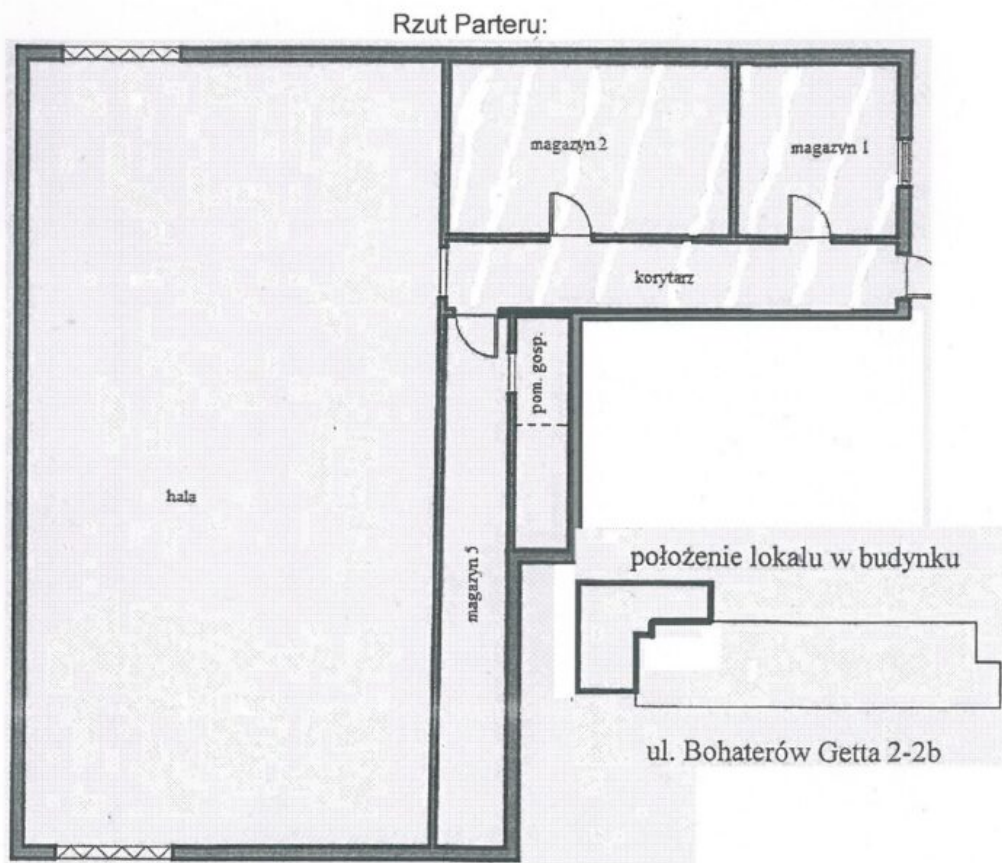 Rzut Parteru:
magazyn 2
magazyn 1
korytarz
pom. gosp.
hala
magazyn 5
położenie lokalu w budynku
ul. Bohaterów Getta 2-2b